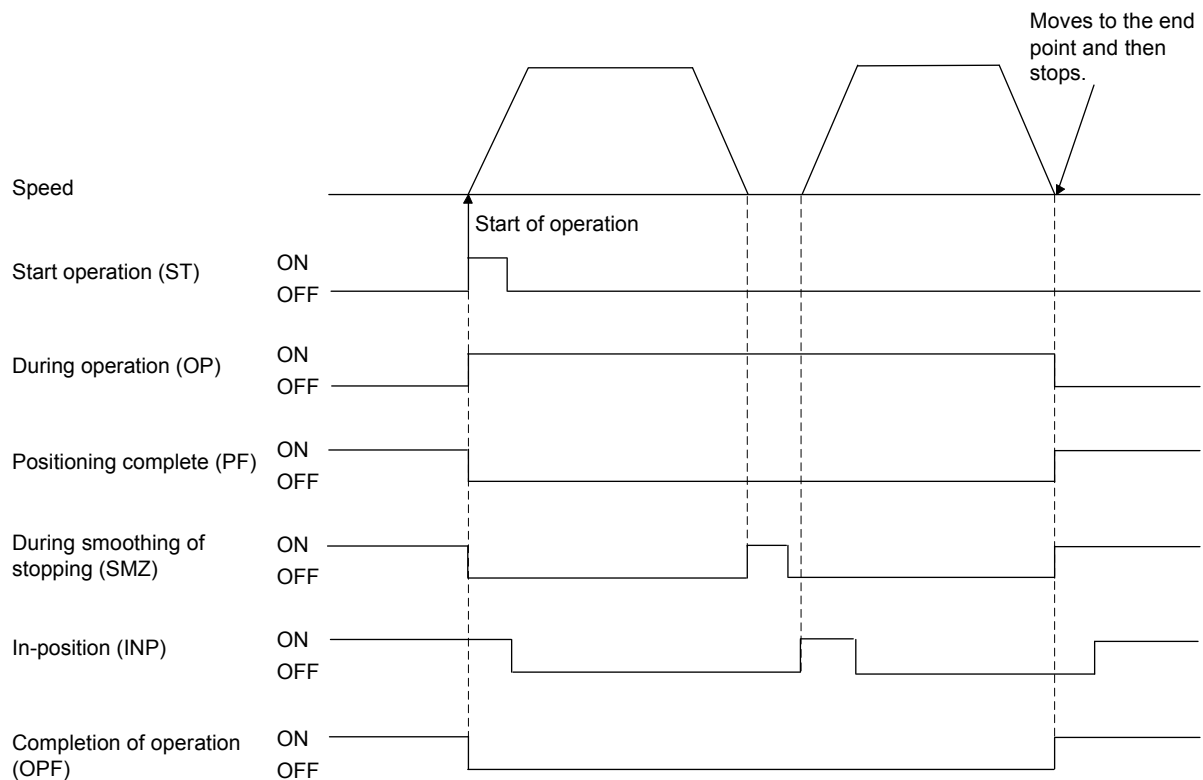 Moves to the end
point and then
stops.
Speed
Start of operation
Start operation (ST)
ON
OFF
During operation (OP)
ON
OFF
Positioning complete (PF)
ON
OFF
During smoothing of
stopping (SMZ)
ON
OFF
In-position (INP)
ON
OFF
Completion of operation
(OPF)
ON
OFF